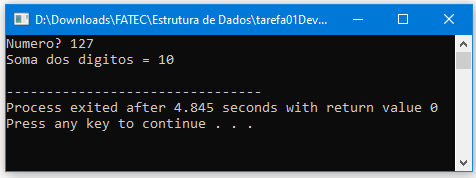 D:\Downloads\FATEC\Estrutura de Dados\tarefa01Dev
Numero? 127
Soma dos digitos = 10
--------------------------------
Process exited after 4.845 seconds with return value 0
Press any key to continue . . .